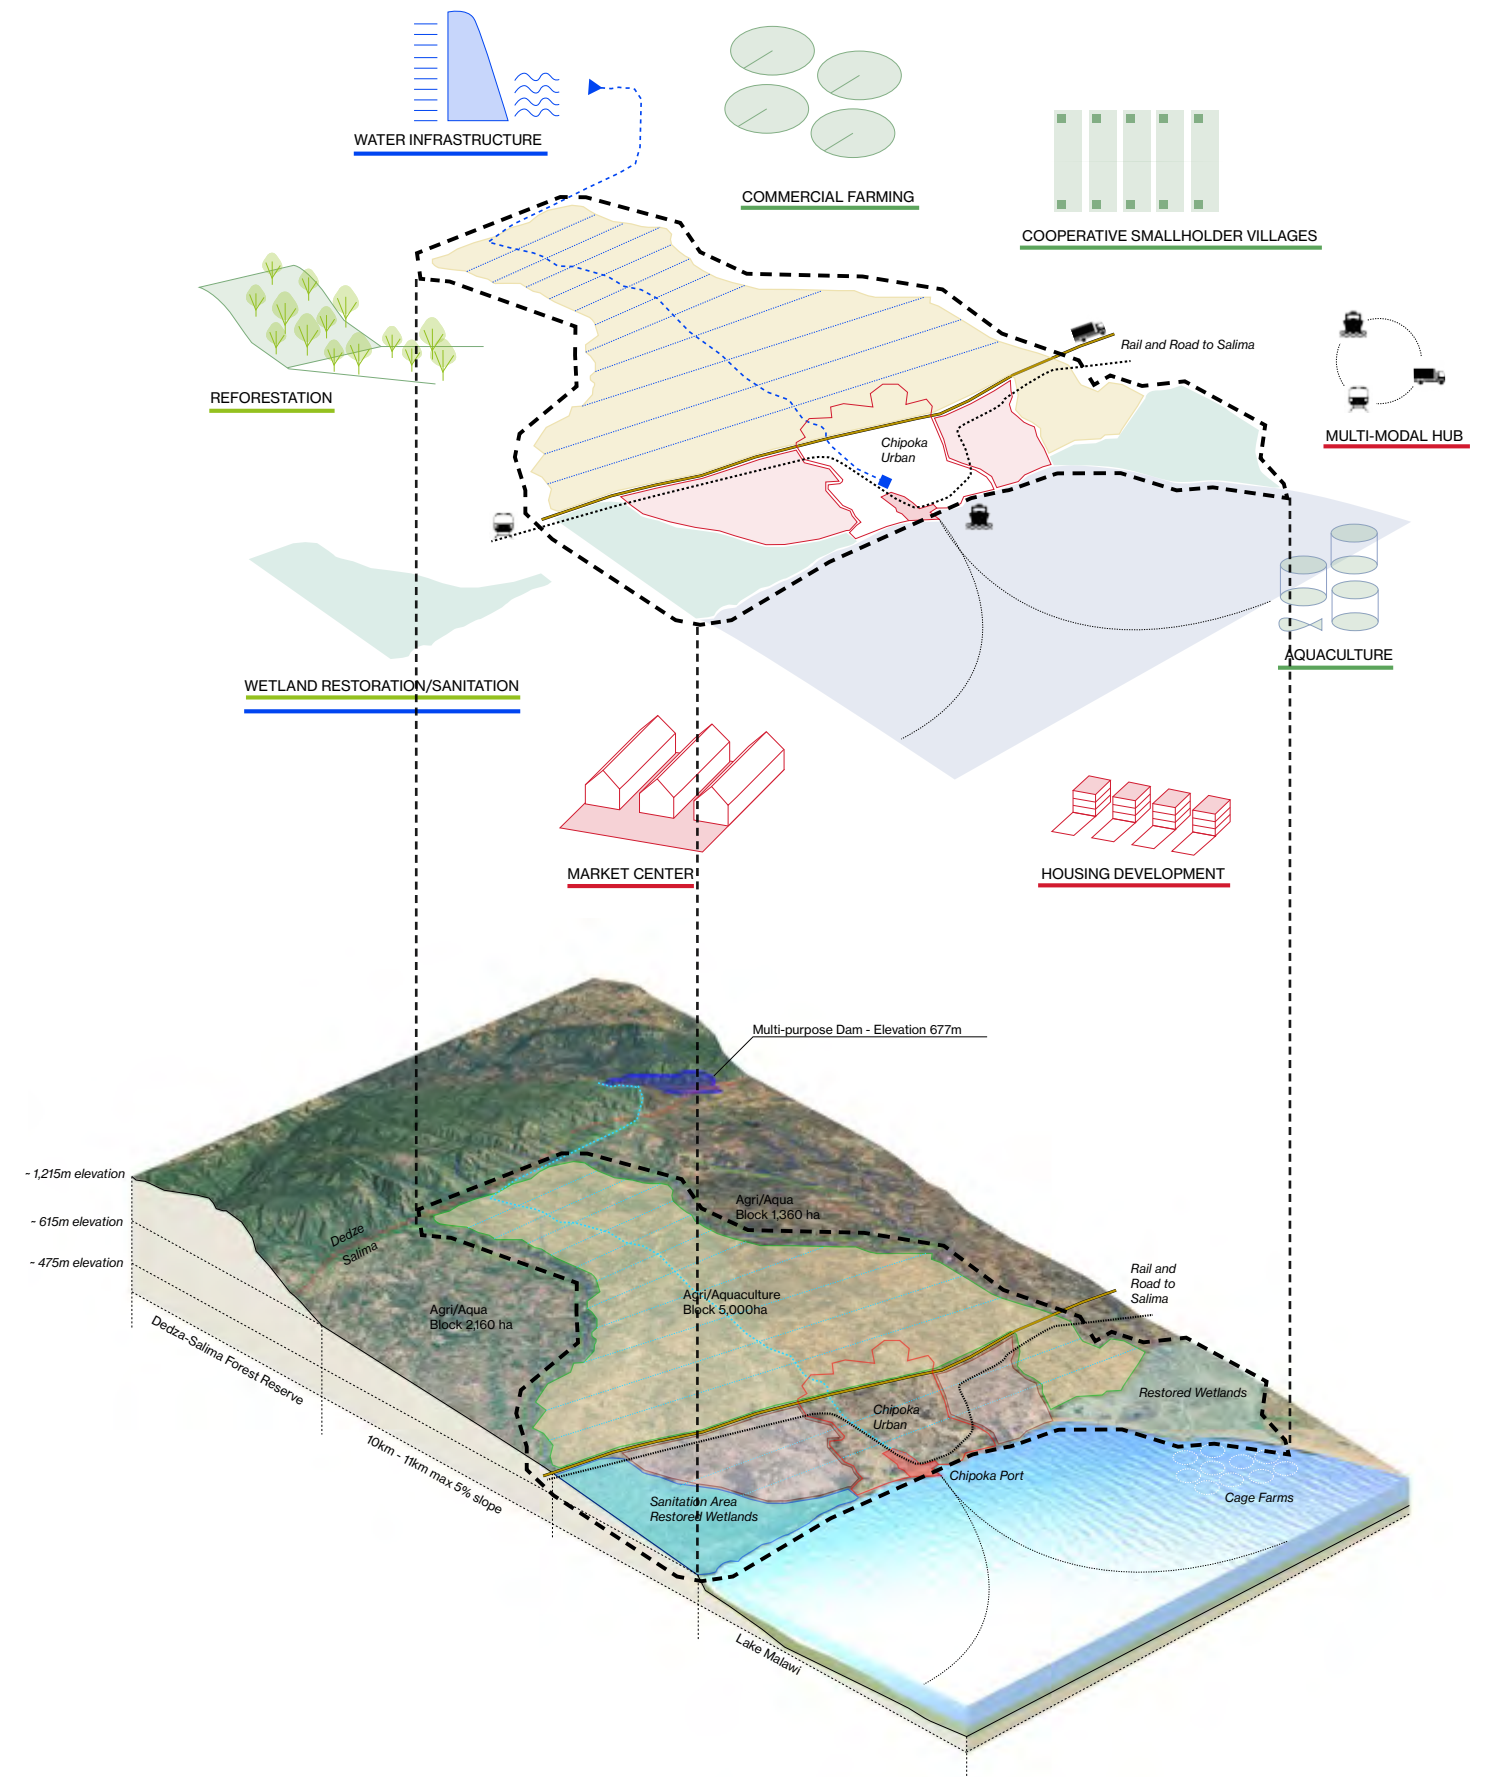 WATER INFRASTRUCTURE
COMMERCIAL FARMING
COOPERATIVE SMALLHOLDER VILLAGES
Rail and Road to Salima
REFORESTATION
MULTI-MODAL HUB
Chipoka
Urban
AQUACULTURE
WETLAND RESTORATION/SANITATION
MARKET CENTER
HOUSING DEVELOPMENT
Multi-purpose Dam - Elevation 677m
- 1,215m elevation
- 615m elevation
- 475m elevation
Dedze
Salima
Agri/Aqua
Block 1,360 ha
Agri/Aqua
Block 2,160 ha
Agri/Aquaculture
Block 5,000ha
Rail and
Road to
Salima
Restored Wetlands
Chipoka
Urban
Chipoka Port
Cage Farms
Sanitation Area
Restored Wetlands
Dedza-Salima Forest Reserve
10km - 11km max 5% slope
Lake Malawi